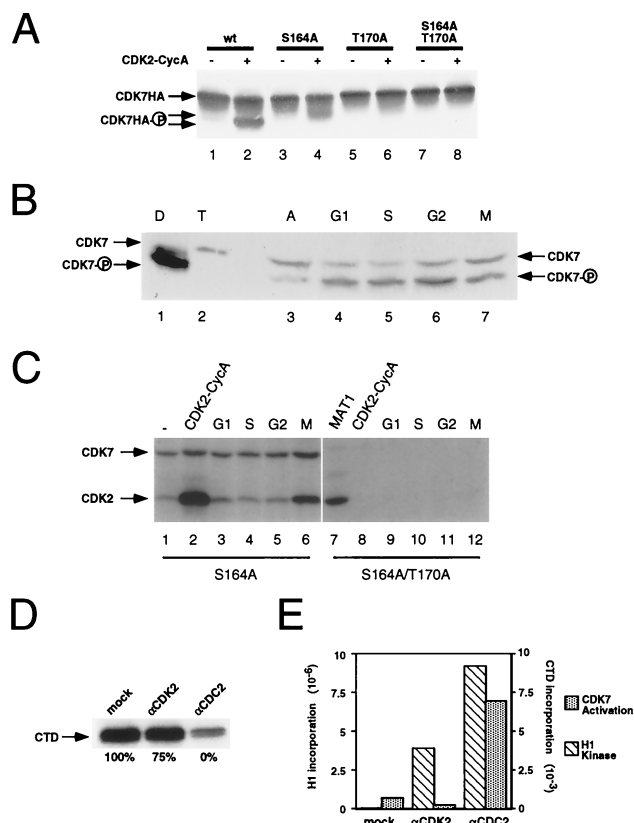 A
wt S164A T170A S164A T170A
CDK2-CycA - + - + - + - +
CDK7HA
CDK7HA-P
1 2 3 4 5 6 7 8
B
D T A G1 S G2 M
CDK7 CDK7
CDK7-P CDK7-P
1 2 3 4 5 6 7
C
- CDK2-CycA G1 S G2 M MAT1 CDK2-CycA G1 S G2 M
CDK7
CDK2
1 2 3 4 5 6 7 8 9 10 11 12
S164A S164A/T170A
D
mock αCDK2 αCDC2
CTD
100% 75% 0%
E
H1 incorporation (10⁻⁶)
10
7.5
5
2.5
0
mock αCDK2 αCDC2
10
7.5
5
2.5
0
CTD incorporation (10⁻³)
CDK7
Activation
H1
Kinase